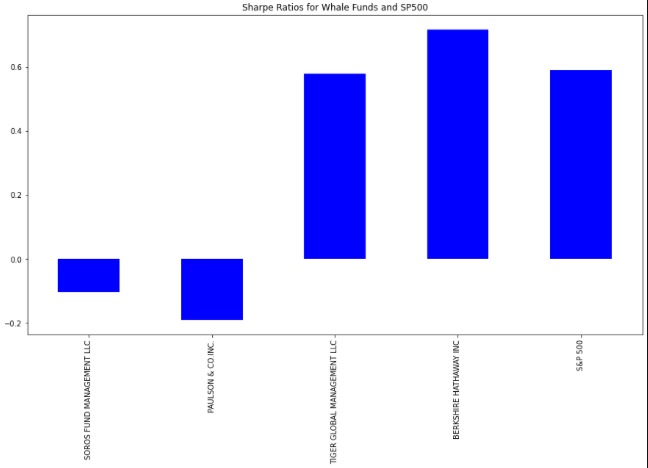 Sharpe Ratios for Whale Funds and SP500
0.6
0.4
0.2
0.0
−0.2
SOROS FUND MANAGEMENT LLC
PAULSON & CO.INC.
TIGER GLOBAL MANAGEMENT LLC
BERKSHIRE HATHAWAY INC
S&P 500